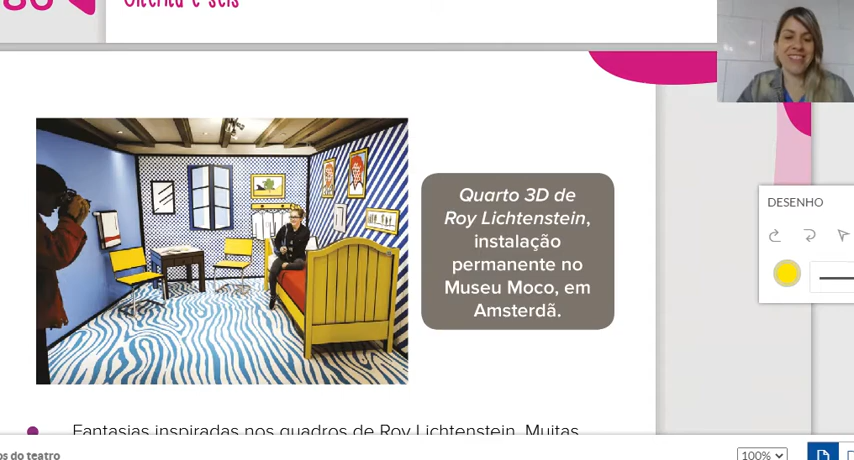 86
Oitenta e seis
Quarto 3D de
Roy Lichtenstein,
instalação
permanente no
Museu Moco, em
Amsterdã.
DESENHO
Fantasias inspiradas nos quadros de Roy Lichtenstein. Muitas
os do teatro
100%